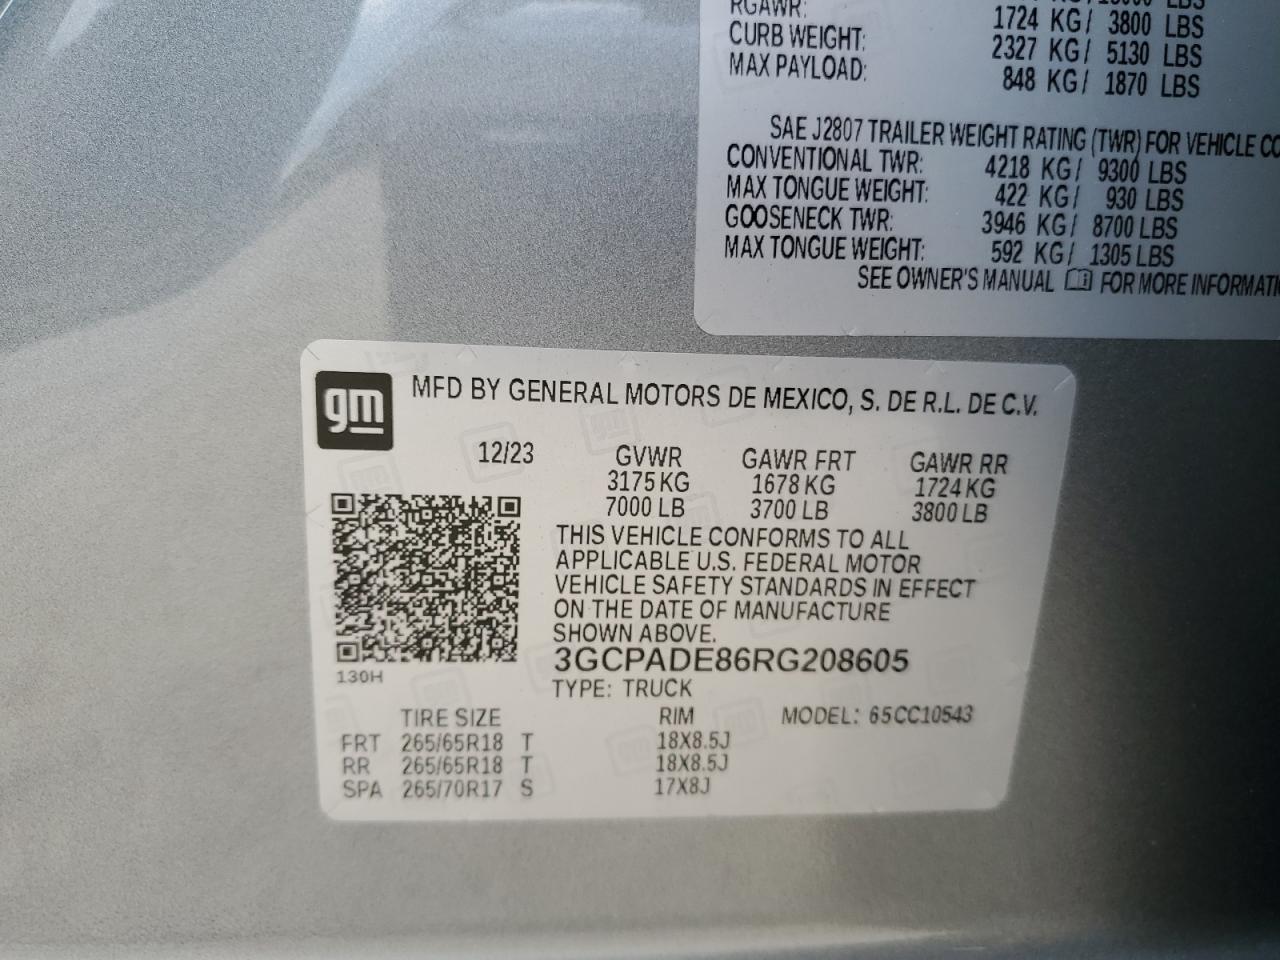 RGAWR: 1724 KG/ 3800 LBS
CURB WEIGHT: 2327 KG/ 5130 LBS
MAX PAYLOAD: 848 KG/ 1870 LBS
SAE J2807 TRAILER WEIGHT RATING (TWR) FOR VEHICLE CO
CONVENTIONAL TWR: 4218 KG/ 9300 LBS
MAX TONGUE WEIGHT: 422 KG/ 930 LBS
GOOSENECK TWR: 3946 KG/ 8700 LBS
MAX TONGUE WEIGHT: 592 KG/ 1305 LBS
SEE OWNER'S MANUAL FOR MORE INFORMATI
gm
MFD BY GENERAL MOTORS DE MEXICO, S. DE R.L. DE C.V.
12/23 GVWR GAWR FRT GAWR RR
3175 KG 1678 KG 1724 KG
7000 LB 3700 LB 3800 LB
THIS VEHICLE CONFORMS TO ALL
APPLICABLE U.S. FEDERAL MOTOR
VEHICLE SAFETY STANDARDS IN EFFECT
ON THE DATE OF MANUFACTURE
SHOWN ABOVE.
3GCPADE86RG208605
130H
TYPE: TRUCK
TIRE SIZE RIM MODEL: 65CC10543
FRT 265/65R18 T 18X8.5J
RR 265/65R18 T 18X8.5J
SPA 265/70R17 S 17X8J